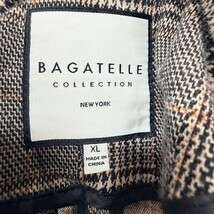 BAGATELLE
COLLECTION
NEW YORK
XL
MADE IN
CHINA